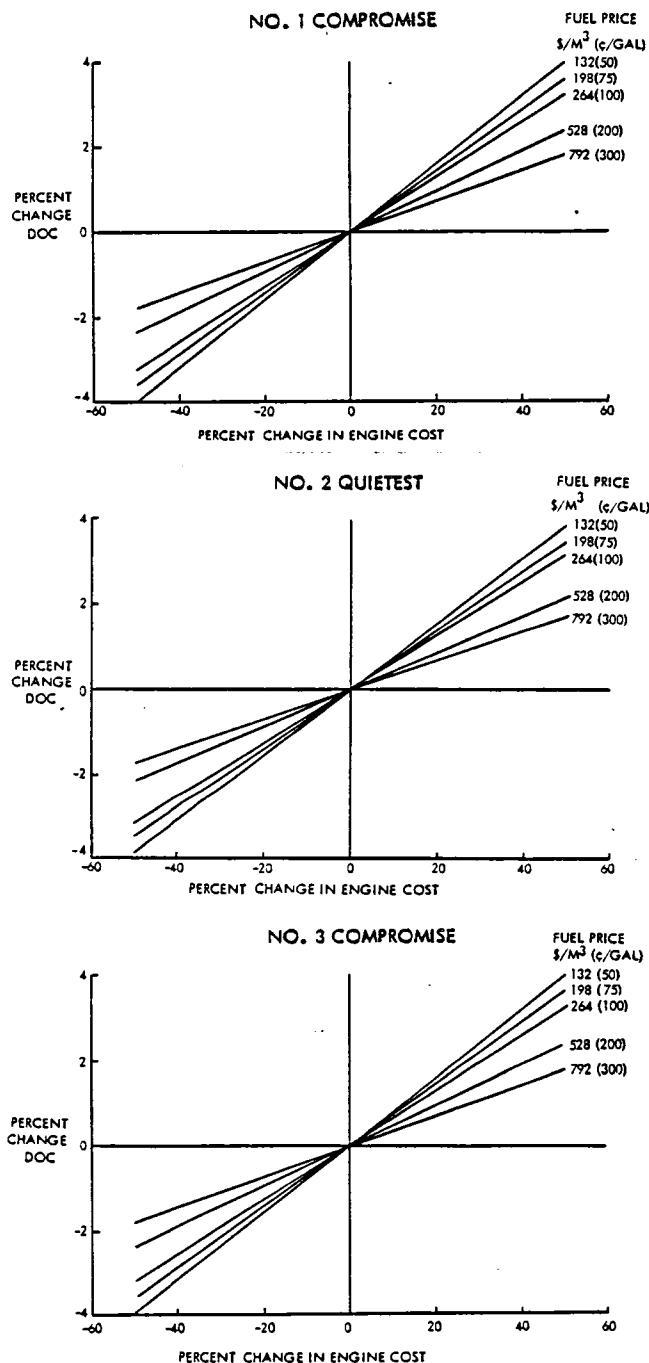 NO. 1 COMPROMISE
FUEL PRICE
$/M³ (¢/GAL)
132(50)
198(75)
264(100)
528 (200)
792 (300)
4
2
0
-2
-4
PERCENT
CHANGE
DOC
-60 -40 -20 0 20 40 60
PERCENT CHANGE IN ENGINE COST
NO. 2 QUIETEST
FUEL PRICE
$/M³ (¢/GAL)
132(50)
198(75)
264(100)
528 (200)
792 (300)
4
2
0
-2
-4
PERCENT
CHANGE
DOC
-60 -40 -20 0 20 40 60
PERCENT CHANGE IN ENGINE COST
NO. 3 COMPROMISE
FUEL PRICE
$/M³ (¢/GAL)
132 (50)
198 (75)
264 (100)
528 (200)
792 (300)
4
2
0
-2
-4
PERCENT
CHANGE
DOC
-60 -40 -20 0 20 40 60
PERCENT CHANGE IN ENGINE COST